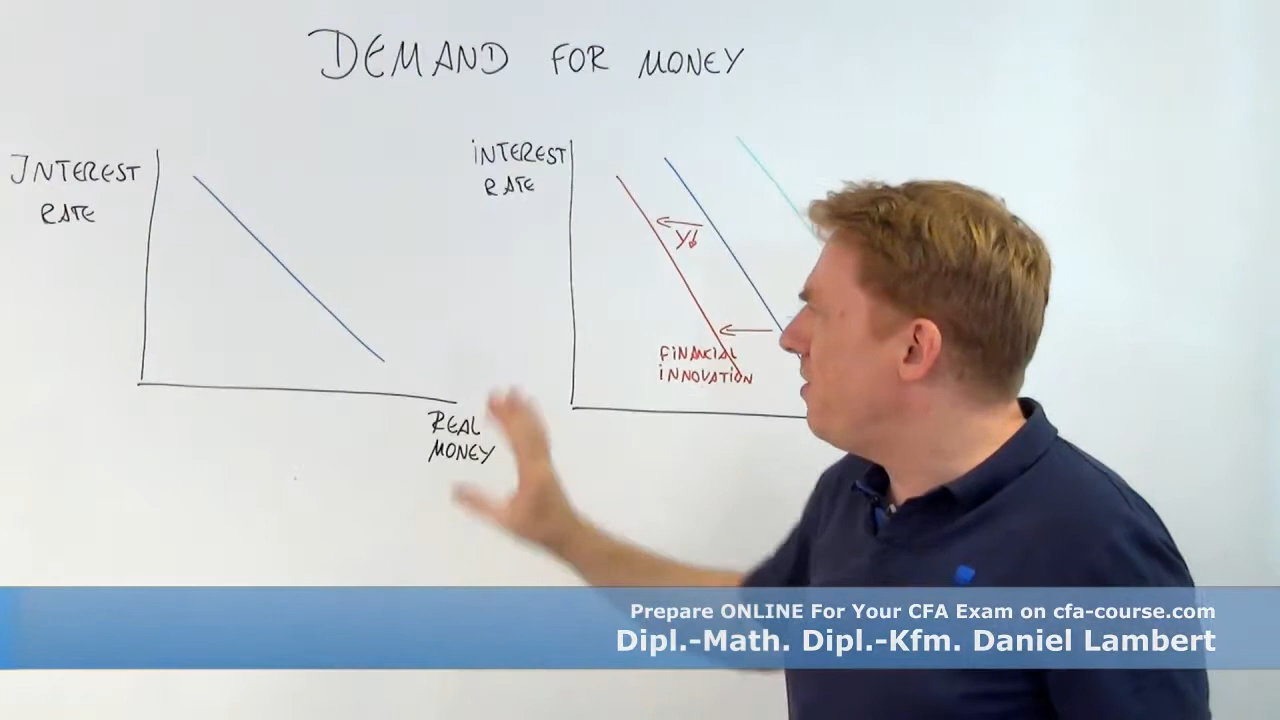 DEMAND FOR MONEY
INTEREST
RATE
REAL
MONEY
INTEREST
RATE
Y↓
FINANCIAL
INNOVATION
Prepare ONLINE For Your CFA Exam on cfa-course.com
Dipl.-Math. Dipl.-Kfm. Daniel Lambert